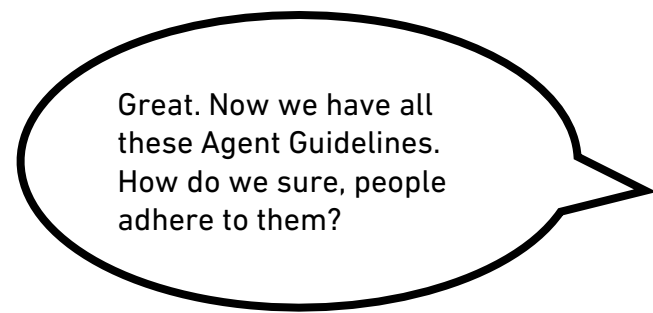 Great. Now we have all
these Agent Guidelines.
How do we sure, people
adhere to them?